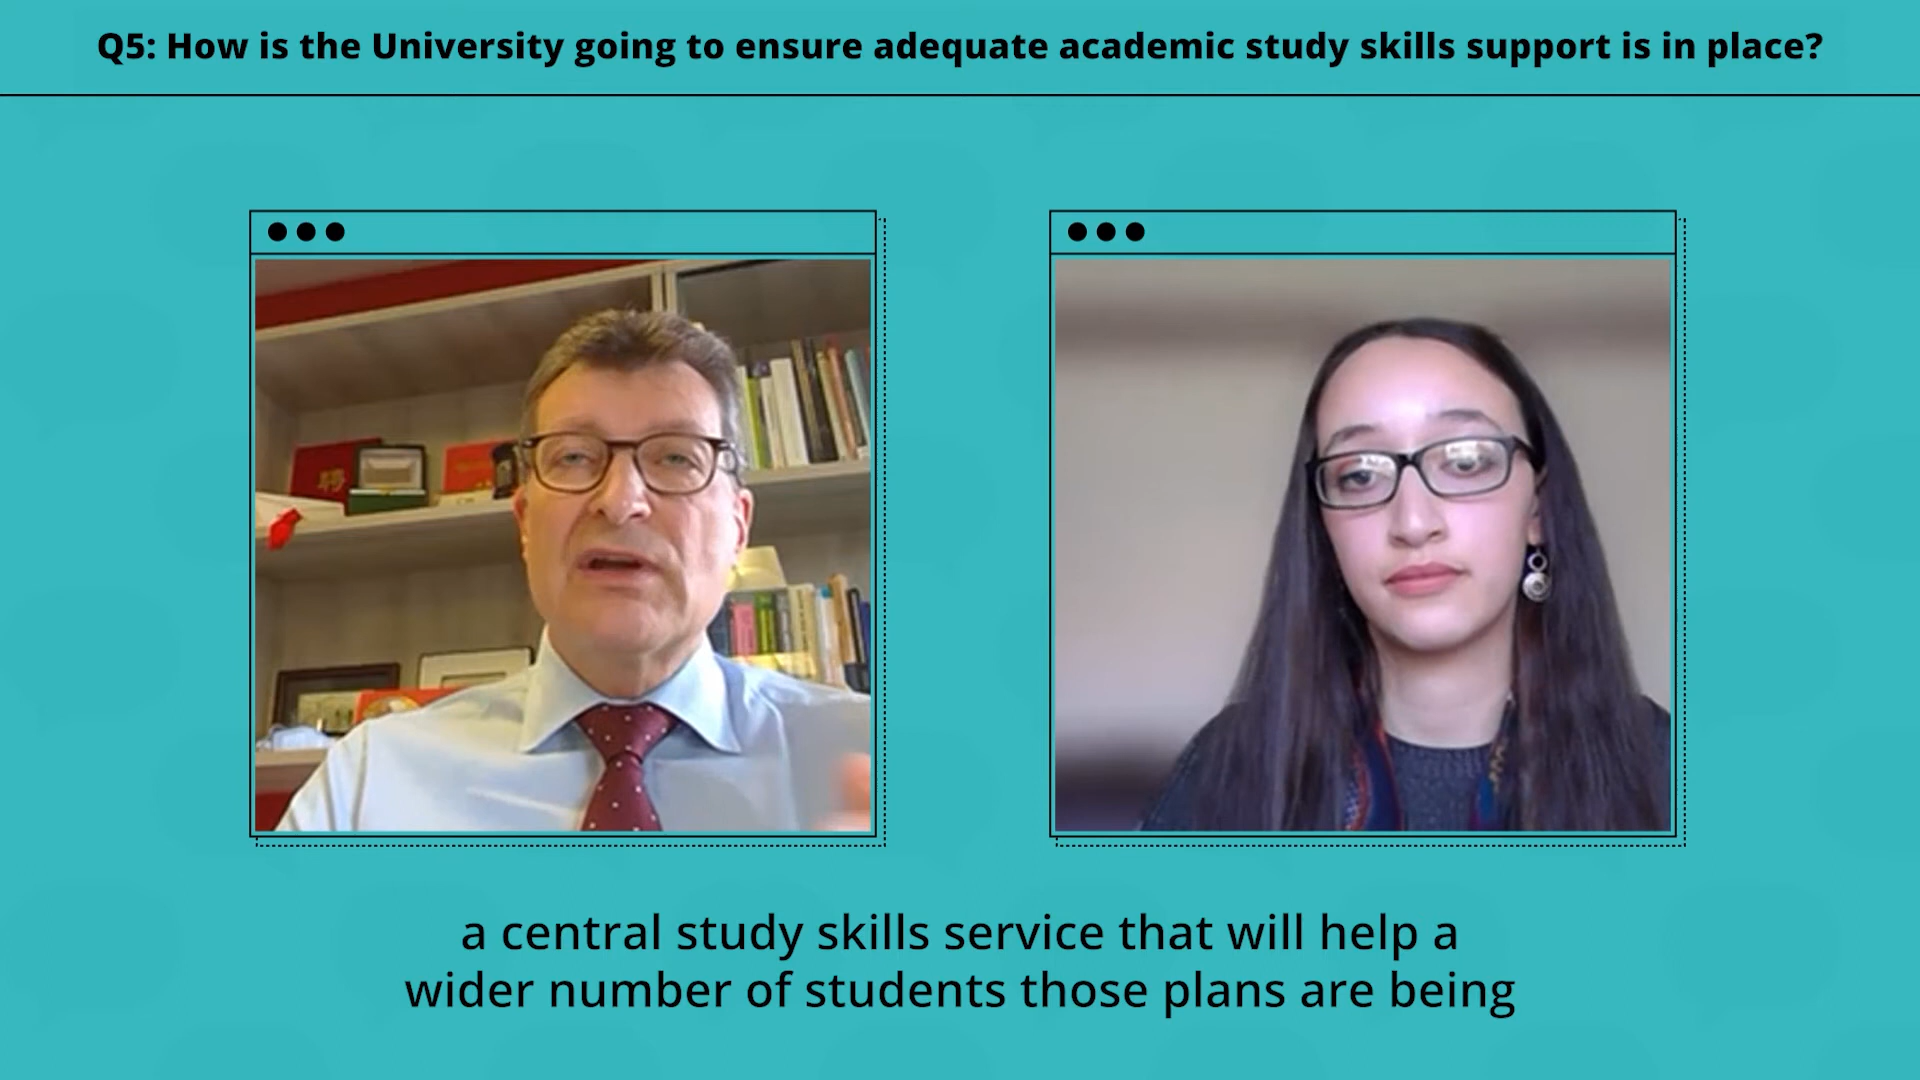 Q5: How is the University going to ensure adequate academic study skills support is in place?
a central study skills service that will help a
wider number of students those plans are being